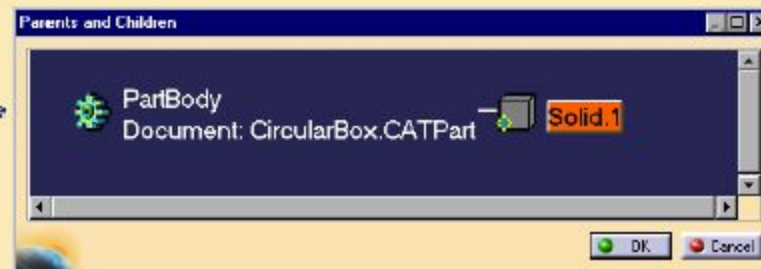 Parents and Children
PartBody
Document: CircularBox.CATPart
Solid.1
OK
Cancel